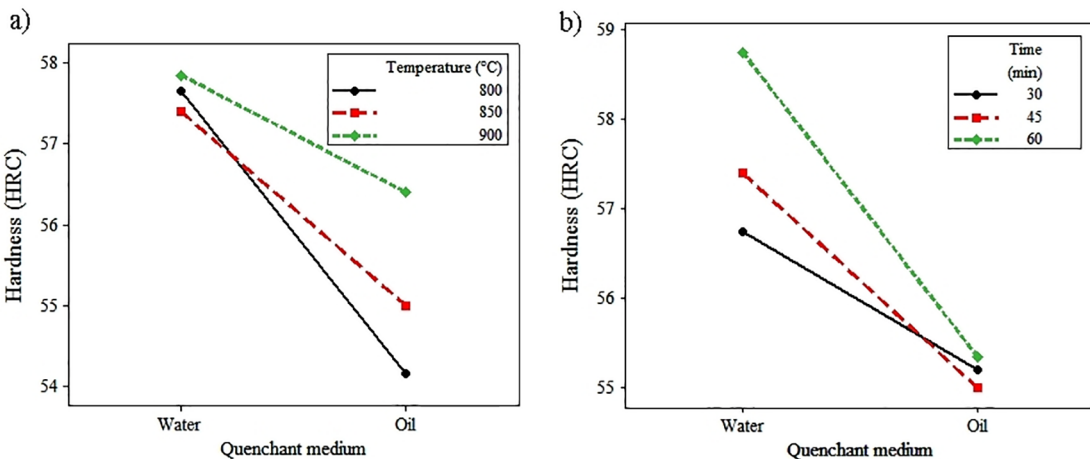 a)
Hardness (HRC)
58
57
56
55
54
Temperature (°C)
800
850
900
Water
Oil
Quenchant medium
b)
Hardness (HRC)
59
58
57
56
55
Time
(min)
30
45
60
Water
Oil
Quenchant medium